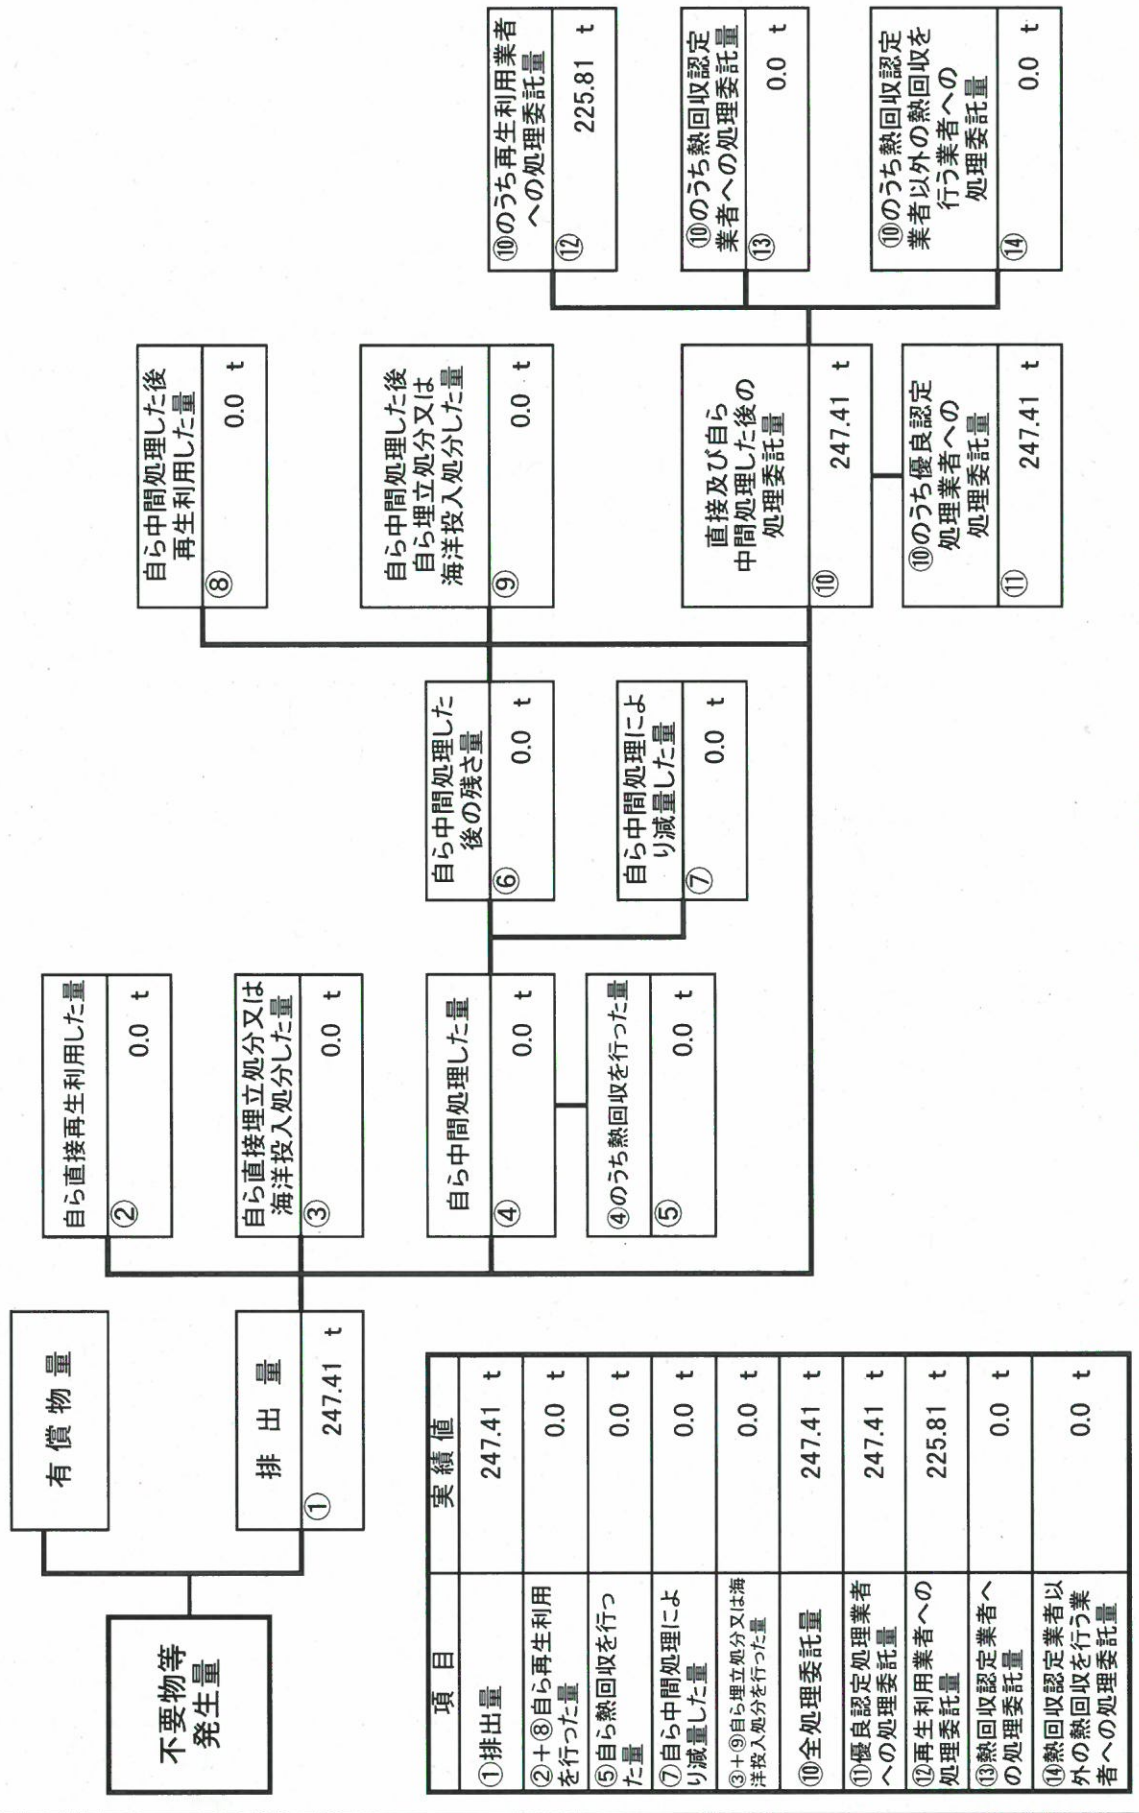 不要物等
発生量
有償物量
排出量
①
247.41 t
自ら直接再生利用した量
②
0.0 t
自ら直接埋立処分又は
海洋投入処分した量
③
0.0 t
自ら中間処理した量
④
0.0 t
④のうち熱回収を行った量
⑤
0.0 t
自ら中間処理した
後の残さ量
⑥
0.0 t
自ら中間処理によ
り減量した量
⑦
0.0 t
自ら中間処理した後
再生利用した量
⑧
0.0 t
自ら中間処理した後
自ら埋立処分又は
海洋投入処分した量
⑨
0.0 t
直接及び自ら
中間処理した後の
処理委託量
⑩
247.41 t
⑩のうち優良認定
処理業者への
処理委託量
⑪
247.41 t
⑩のうち再生利用業者
への処理委託量
⑫
225.81 t
⑩のうち熱回収認定
業者への処理委託量
⑬
0.0 t
⑩のうち熱回収認定
業者以外の熱回収を
行う業者への
処理委託量
⑭
0.0 t
項目 実績値
①排出量 247.41 t
②+⑧自ら再生利用
を行った量 0.0 t
⑤自ら熱回収を行っ
た量 0.0 t
⑦自ら中間処理によ
り減量した量 0.0 t
③+⑨自ら埋立処分又は海
洋投入処分を行った量 0.0 t
⑩全処理委託量 247.41 t
⑪優良認定処理業者
への処理委託量 247.41 t
⑫再生利用業者への
処理委託量 225.81 t
⑬熱回収認定業者へ
の処理委託量 0.0 t
⑭熱回収認定業者以
外の熱回収を行う業
者への処理委託量 0.0 t